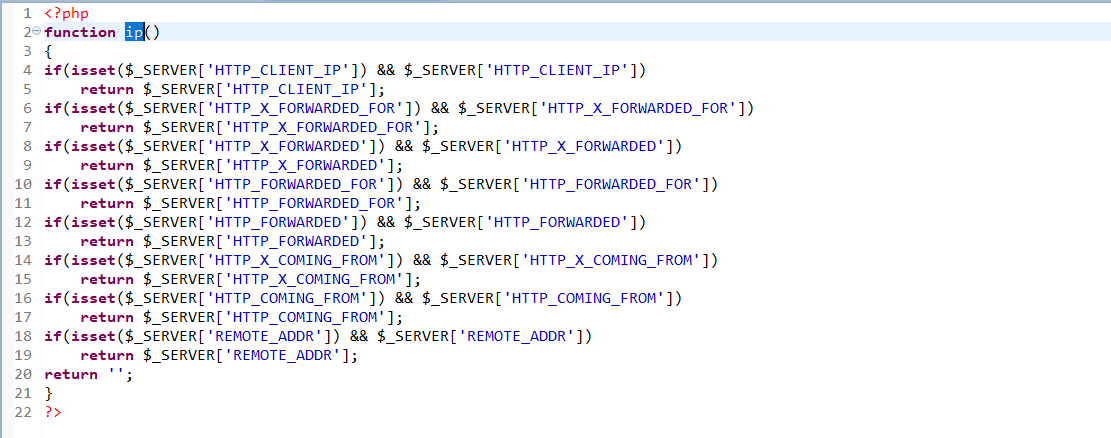 1 <?php
2 function ip()
3 {
4 if(isset($_SERVER['HTTP_CLIENT_IP']) && $_SERVER['HTTP_CLIENT_IP'])
5     return $_SERVER['HTTP_CLIENT_IP'];
6 if(isset($_SERVER['HTTP_X_FORWARDED_FOR']) && $_SERVER['HTTP_X_FORWARDED_FOR'])
7     return $_SERVER['HTTP_X_FORWARDED_FOR'];
8 if(isset($_SERVER['HTTP_X_FORWARDED']) && $_SERVER['HTTP_X_FORWARDED'])
9     return $_SERVER['HTTP_X_FORWARDED'];
10 if(isset($_SERVER['HTTP_FORWARDED_FOR']) && $_SERVER['HTTP_FORWARDED_FOR'])
11     return $_SERVER['HTTP_FORWARDED_FOR'];
12 if(isset($_SERVER['HTTP_FORWARDED']) && $_SERVER['HTTP_FORWARDED'])
13     return $_SERVER['HTTP_FORWARDED'];
14 if(isset($_SERVER['HTTP_X_COMING_FROM']) && $_SERVER['HTTP_X_COMING_FROM'])
15     return $_SERVER['HTTP_X_COMING_FROM'];
16 if(isset($_SERVER['HTTP_COMING_FROM']) && $_SERVER['HTTP_COMING_FROM'])
17     return $_SERVER['HTTP_COMING_FROM'];
18 if(isset($_SERVER['REMOTE_ADDR']) && $_SERVER['REMOTE_ADDR'])
19     return $_SERVER['REMOTE_ADDR'];
20 return '';
21 }
22 ?>